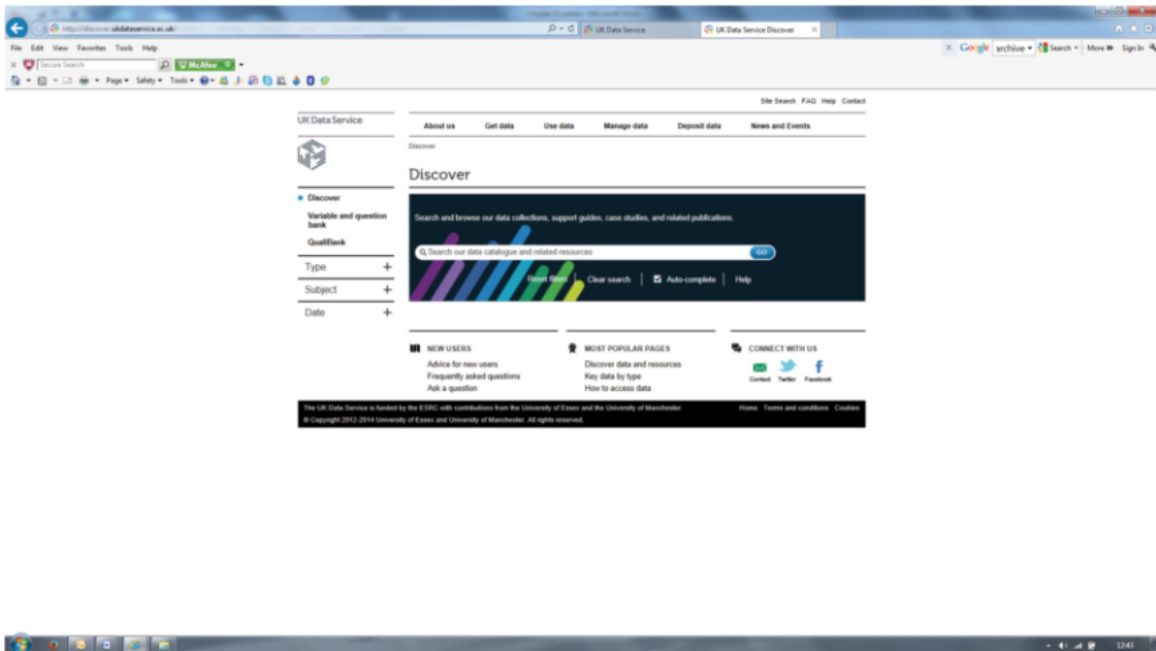 http://discover.ukdataservice.ac.uk/
UK Data Service
UK Data Service Discover
File Edit View Favorites Tools Help
Secure Search
McAfee
Google
archive
Search
More
Sign In
Page Safety Tools
Site Search FAQ Help Contact
UK Data Service
About us Get data Use data Manage data Deposit data News and Events
Discover
Discover
Discover
Variable and question
bank
QualiBank
Type
Subject
Date
Search and browse our data collections, support guides, case studies, and related publications.
Search our data catalogue and related resources
GO
Reset filters Clear search Auto-complete Help
NEW USERS
Advice for new users
Frequently asked questions
Ask a question
MOST POPULAR PAGES
Discover data and resources
Key data by type
How to access data
CONNECT WITH US
Contact Twitter Facebook
The UK Data Service is funded by the ESRC with contributions from the University of Essex and the University of Manchester.
Home Terms and conditions Cookies
© Copyright 2012-2014 University of Essex and University of Manchester. All rights reserved.
12:43